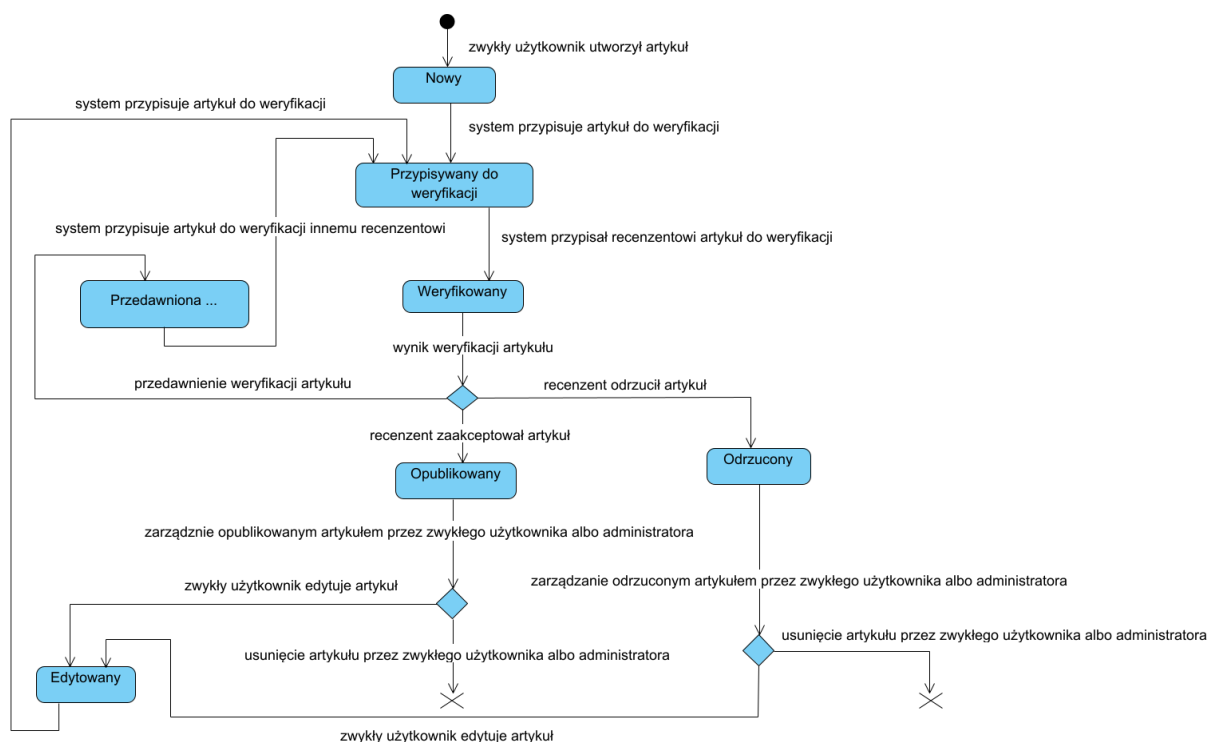 zwykły użytkownik utworzył artykuł
Nowy
system przypisuje artykuł do weryfikacji
system przypisuje artykuł do weryfikacji
Przypisywany do
weryfikacji
system przypisuje artykuł do weryfikacji innemu recenzentowi
system przypisał recenzentowi artykuł do weryfikacji
Przedawniona ...
Weryfikowany
wynik weryfikacji artykułu
przedawnienie weryfikacji artykułu
recenzent odrzucił artykuł
recenzent zaakceptował artykuł
Opublikowany
Odrzucony
zarządznie opublikowanym artykułem przez zwykłego użytkownika albo administratora
zwykły użytkownik edytuje artykuł
zarządzanie odrzuconym artykułem przez zwykłego użytkownika albo administratora
usunięcie artykułu przez zwykłego użytkownika albo administratora
usunięcie artykułu przez zwykłego użytkownika albo administratora
Edytowany
zwykły użytkownik edytuje artykuł